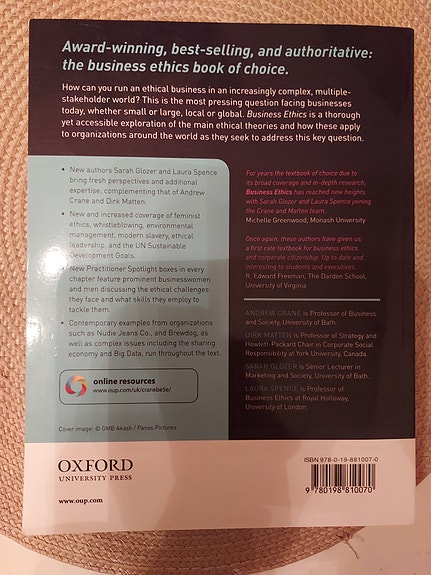 Award-winning, best-selling, and authoritative:
the business ethics book of choice.
How can you run an ethical business in an increasingly complex, multiple-
stakeholder world? This is the most pressing question facing businesses
today, whether small or large, local or global. Business Ethics is a thorough
yet accessible exploration of the main ethical theories and how these apply
to organizations around the world as they seek to address this key question.
• New authors Sarah Glozer and Laura Spence
bring fresh perspectives and additional
expertise, complementing that of Andrew
Crane and Dirk Matten.
• New and increased coverage of feminist
ethics, whistleblowing, environmental
management, modern slavery, ethical
leadership, and the UN Sustainable
Development Goals.
• New Practitioner Spotlight boxes in every
chapter feature prominent businesswomen
and men discussing the ethical challenges
they face and what skills they employ to
tackle them.
• Contemporary examples from organizations
such as Nudie Jeans Co., and Brewdog, as
well as complex issues including the sharing
economy and Big Data, run throughout the text.
online resources
www.oup.com/uk/cranebe5e/
Cover image: © GMB Akash / Panos Pictures
For years the textbook of choice due to
its broad coverage and in-depth research,
Business Ethics has reached new heights
with Sarah Glozer and Laura Spence joining
the Crane and Matten team.
Michelle Greenwood, Monash University
Once again, these authors have given us
a first rate textbook for business ethics
and corporate citizenship. Up to date and
interesting to students and executives.
R. Edward Freeman, The Darden School,
University of Virginia
ANDREW CRANE is Professor of Business
and Society, University of Bath.
DIRK MATTEN is Professor of Strategy and
Hewlett-Packard Chair in Corporate Social
Responsibility at York University, Canada.
SARAH GLOZER is Senior Lecturer in
Marketing and Society, University of Bath.
LAURA SPENCE is Professor of
Business Ethics at Royal Holloway,
University of London.
OXFORD
UNIVERSITY PRESS
www.oup.com
ISBN 978-0-19-881007-0
9 780198 810070